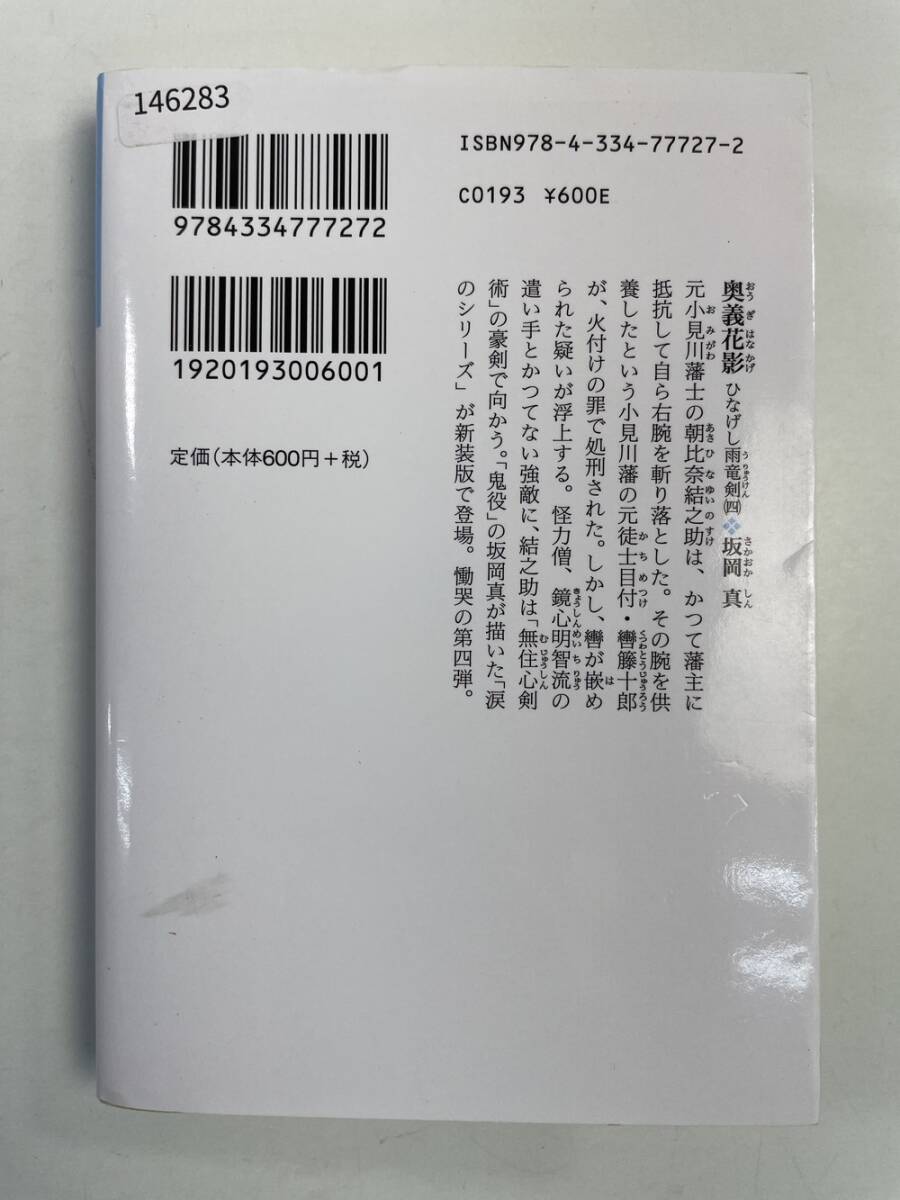 146283
ISBN978-4-334-77727-2
C0193 ¥600E
9784334777272
1920193006001
定価(本体600円+税)
奥義花影 ひなげし雨竜剣㈣ 坂岡 真
元小見川藩士の朝比奈結之助は、かつて藩主に
抵抗して自ら右腕を斬り落とした。その腕を供
養したという小見川藩の元徒士目付・轡籐十郎
が、火付けの罪で処刑された。しかし、轡が嵌め
られた疑いが浮上する。怪力僧、鏡心明智流の
遣い手とかつてない強敵に、結之助は「無住心剣
術」の豪剣で向かう。「鬼役」の坂岡真が描いた「涙
のシリーズ」が新装版で登場。慟哭の第四弾。